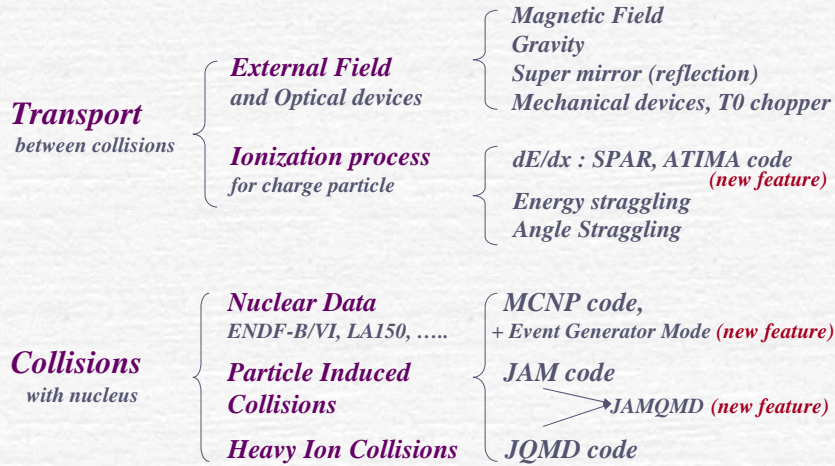 Transport
between collisions
External Field
and Optical devices
Magnetic Field
Gravity
Super mirror (reflection)
Mechanical devices, T0 chopper
Ionization process
for charge particle
dE/dx : SPAR, ATIMA code
(new feature)
Energy straggling
Angle Straggling
Collisions
with nucleus
Nuclear Data
ENDF-B/VI, LA150, …..
MCNP code,
+ Event Generator Mode (new feature)
Particle Induced
Collisions
JAM code
JAMQMD (new feature)
Heavy Ion Collisions
JQMD code